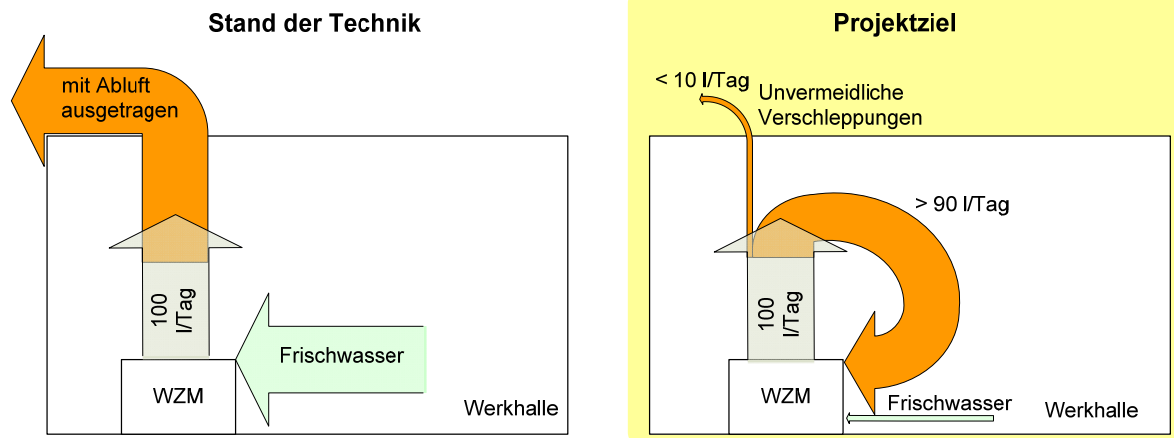 Stand der Technik
mit Abluft
ausgetragen
100
l/Tag
Frischwasser
WZM
Werkhalle
Projektziel
< 10 l/Tag
Unvermeidliche
Verschleppungen
> 90 l/Tag
100
l/Tag
WZM
Frischwasser
Werkhalle